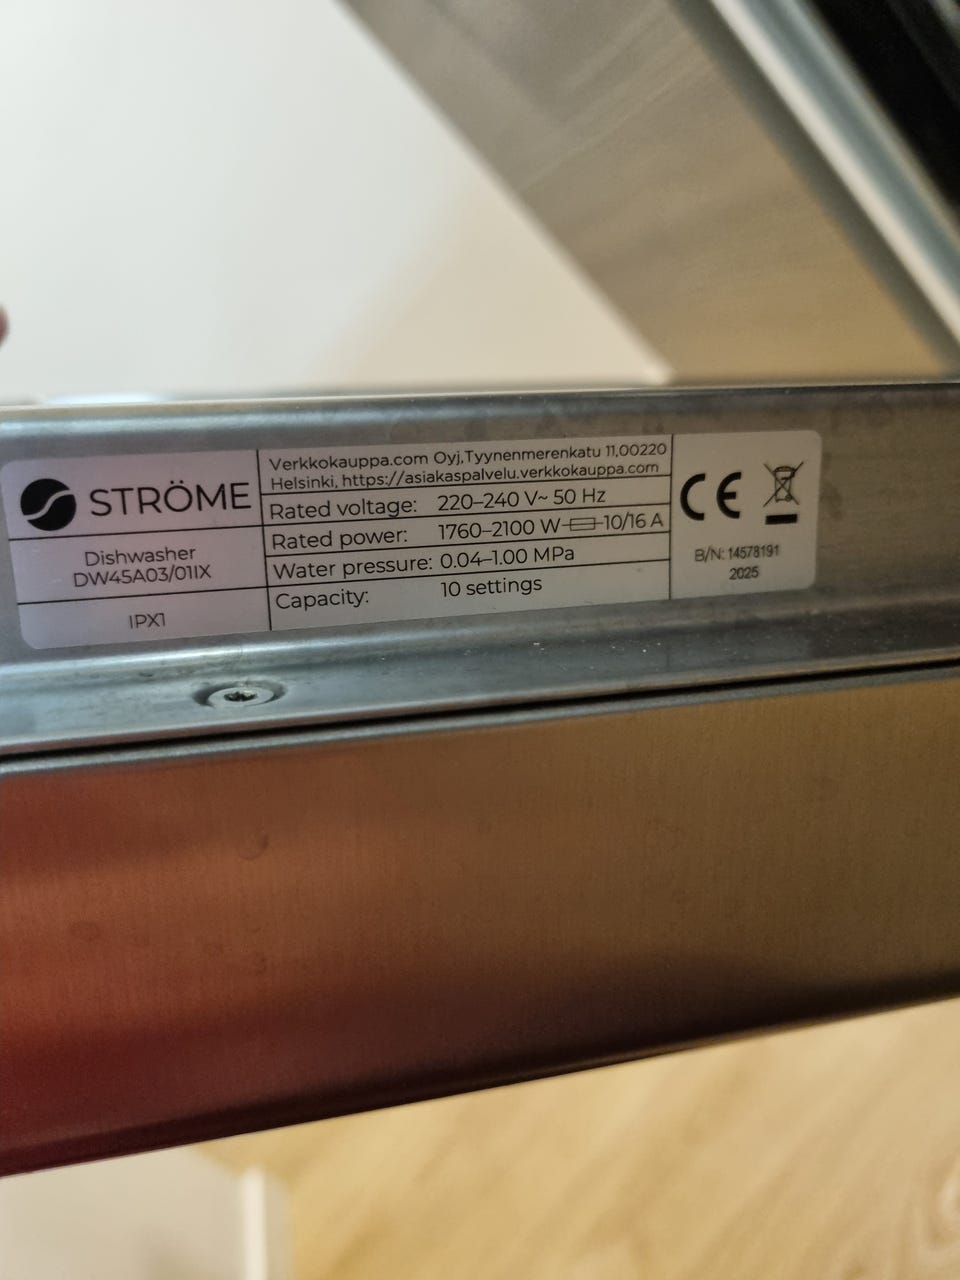 STRÖME
Dishwasher
DW45A03/01IX
IPX1
Verkkokauppa.com Oyj,Tyynenmerenkatu 11,00220
Helsinki, https://asiakaspalvelu.verkkokauppa.com
Rated voltage: 220–240 V~ 50 Hz
Rated power: 1760–2100 W 10/16 A
Water pressure: 0.04–1.00 MPa
Capacity: 10 settings
CE
B/N: 14578191
2025